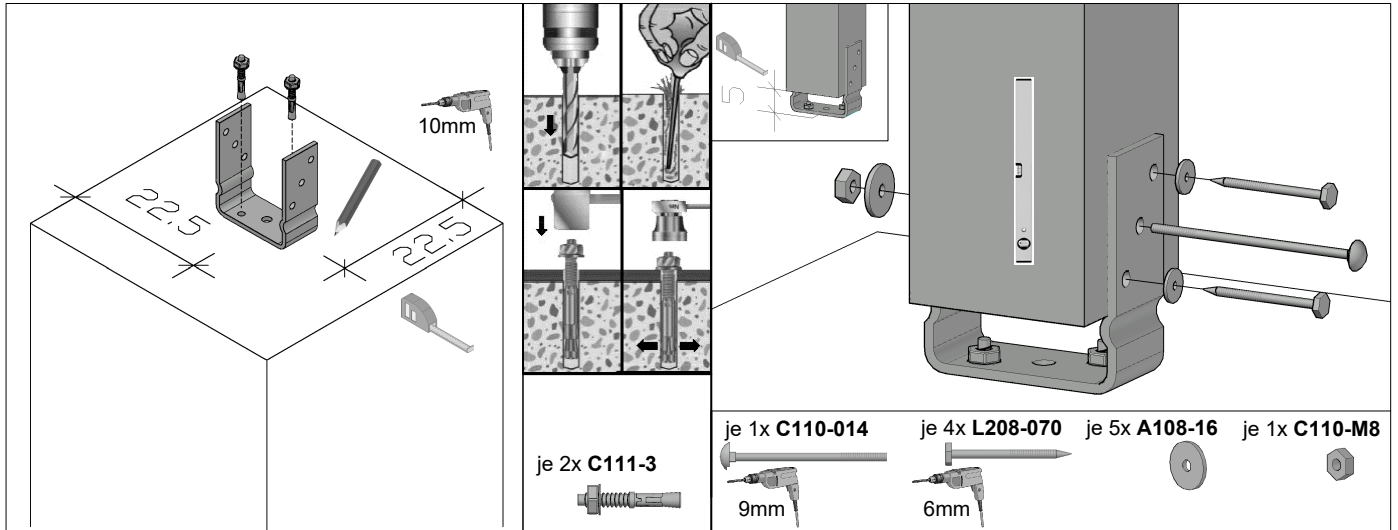 10mm
22.5
22.5
je 2x C111-3
5
je 1x C110-014
9mm
je 4x L208-070
6mm
je 5x A108-16
je 1x C110-M8